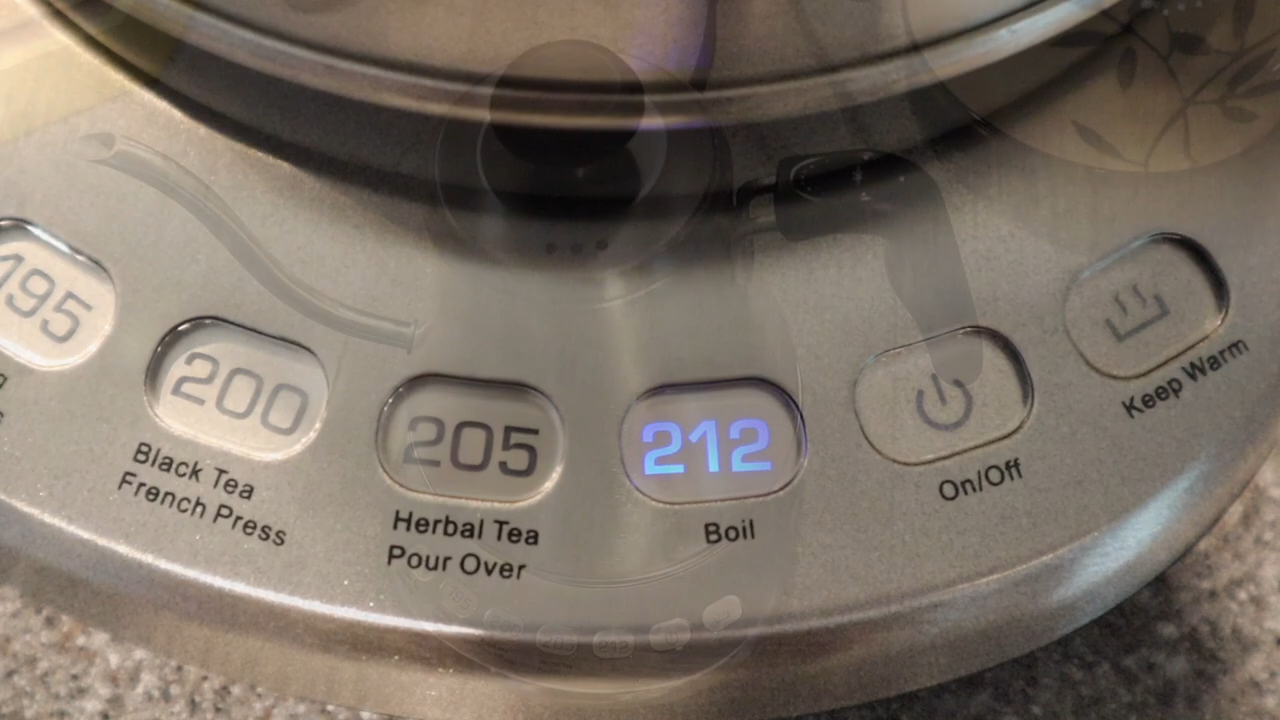 195
200
Black Tea
French Press
205
Herbal Tea
Pour Over
212
Boil
On/Off
Keep Warm